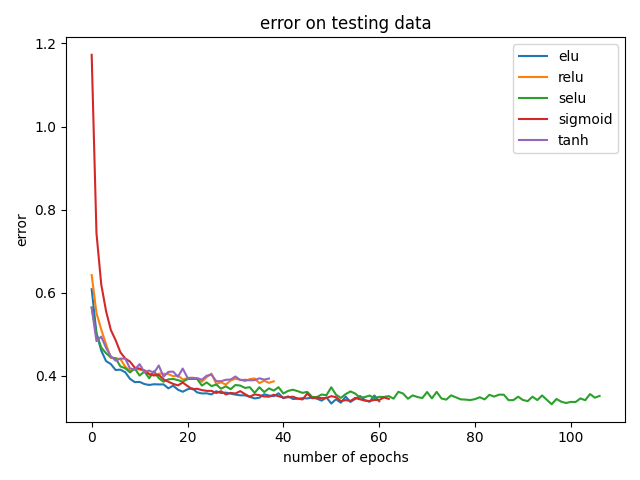 error on testing data
error
1.2
1.0
0.8
0.6
0.4
0
20
40
60
80
100
number of epochs
elu
relu
selu
sigmoid
tanh